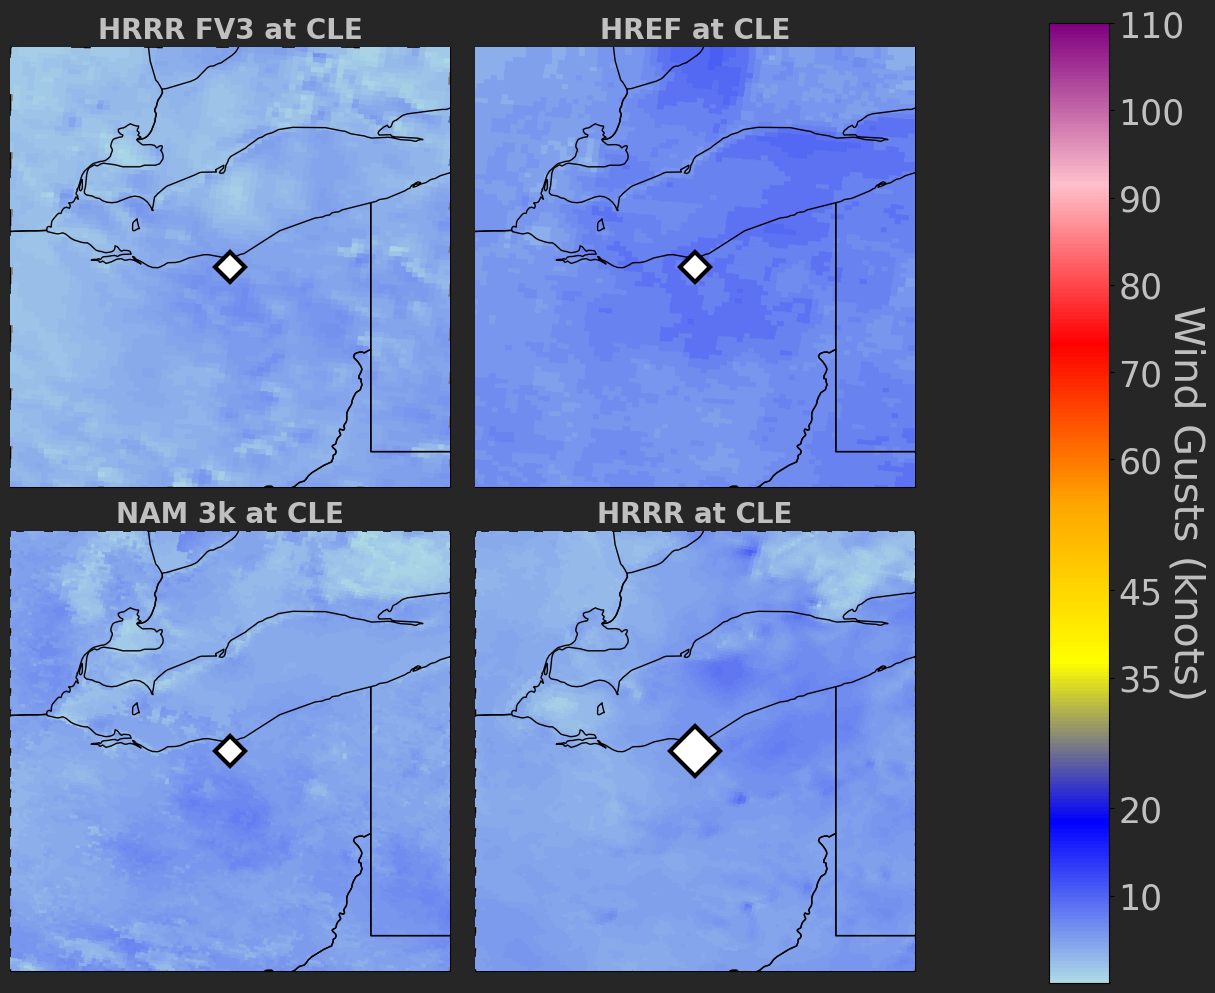 HRRR FV3 at CLE
HREF at CLE
NAM 3k at CLE
HRRR at CLE
110
100
90
80
70
60
45
35
20
10
Wind Gusts (knots)